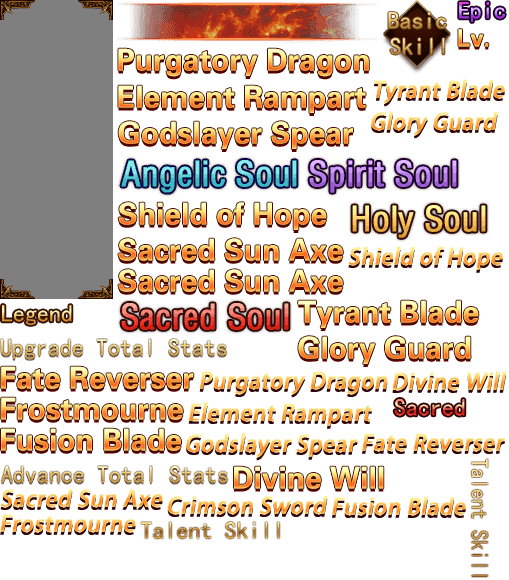 Basic
Skill
Epic
Lv.
Purgatory Dragon
Element Rampart
Tyrant Blade
Godslayer Spear
Glory Guard
Angelic Soul
Spirit Soul
Shield of Hope
Holy Soul
Sacred Sun Axe
Shield of Hope
Sacred Sun Axe
Legend
Sacred Soul
Tyrant Blade
Upgrade Total Stats
Glory Guard
Fate Reverser
Purgatory Dragon
Divine Will
Frostmourne
Element Rampart
Sacred
Fusion Blade
Godslayer Spear
Fate Reverser
Advance Total Stats
Divine Will
Talent Skill
Sacred Sun Axe
Crimson Sword
Fusion Blade
Frostmourne
Talent Skill